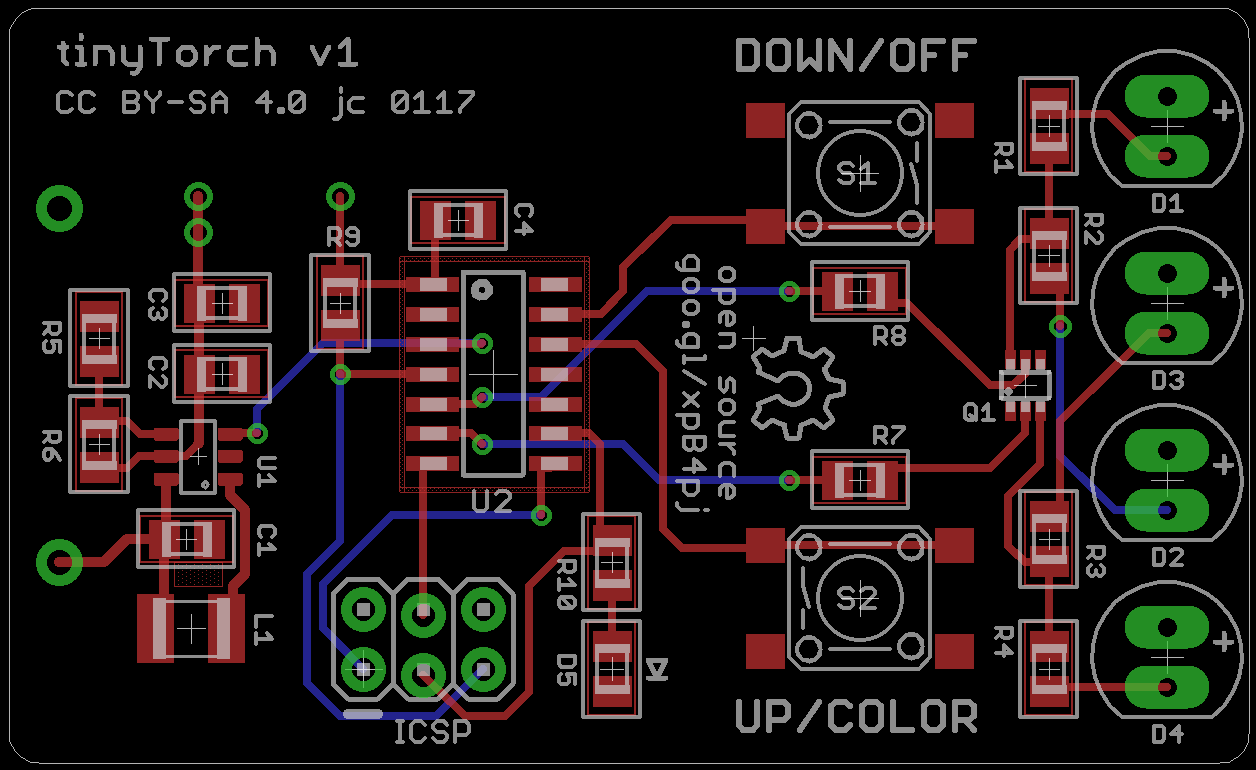 tinyTorch v1
CC BY-SA 4.0 jc 0117
DOWN/OFF
S1
R1
D1
R2
R9
C4
C3
C2
R5
R6
U1
C1
L1
U2
open source
goo.gl/xpB4Pj
R8
R7
Q1
D3
D2
R3
R4
D4
R10
D5
S2
ICSP
UP/COLOR